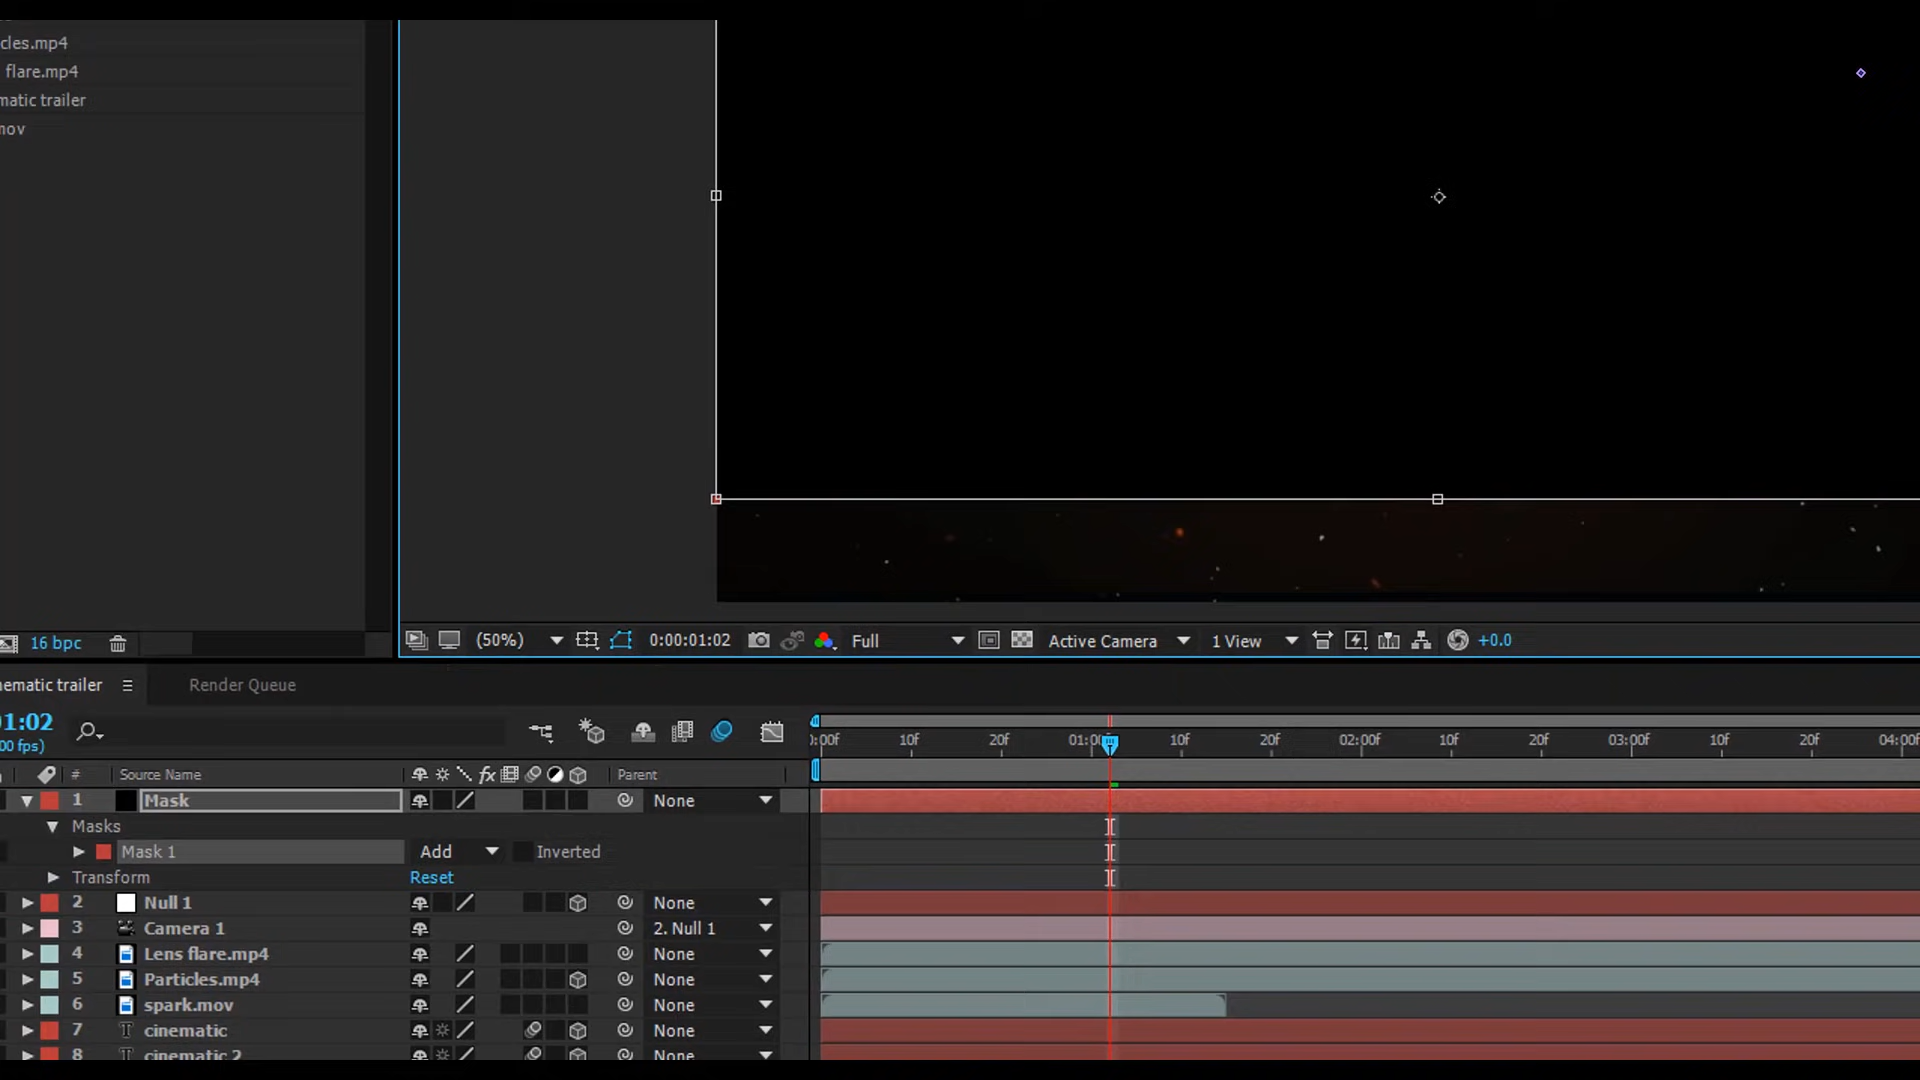 cles.mp4
flare.mp4
matic trailer
mov
16 bpc
(50%)
0:00:01:02
Full
Active Camera
1 View
+0.0
nematic trailer
Render Queue
01:02
00 fps)
0:00f 10f 20f 01:00f 10f 20f 02:00f 10f 20f 03:00f 10f 20f 04:00f
# Source Name fx Parent
1 Mask None
Masks
Mask 1 Add Inverted
Transform Reset
2 Null 1 None
3 Camera 1 2. Null 1
4 Lens flare.mp4 None
5 Particles.mp4 None
6 spark.mov None
7 T cinematic None
8 T cinematic 2 None